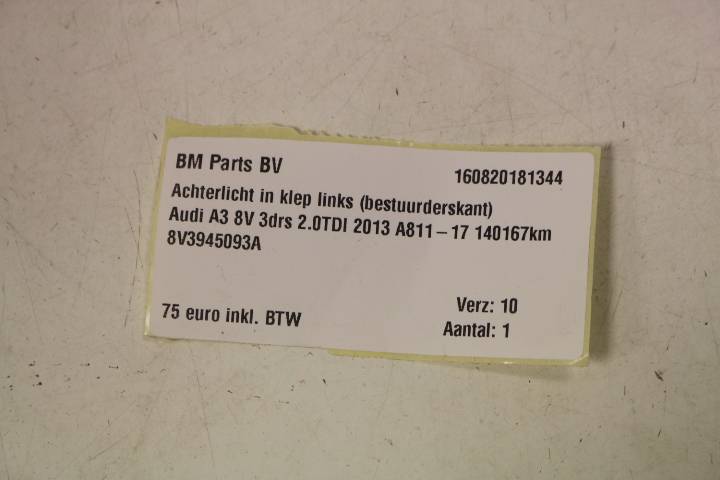 BM Parts BV 160820181344
Achterlicht in klep links (bestuurderskant)
Audi A3 8V 3drs 2.0TDI 2013 A811-17 140167km
8V3945093A
75 euro inkl. BTW Verz: 10
Aantal: 1